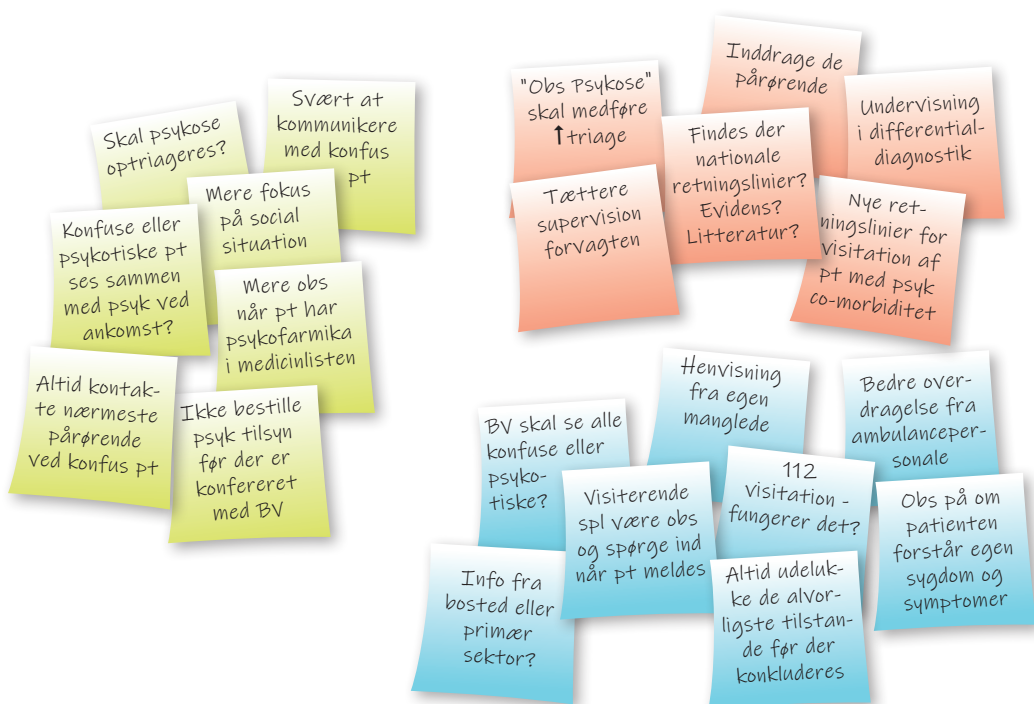 Skal psykose
optriageres?
Svært at
kommunikere
med konfus
pt
Mere fokus
på social
situation
Konfuse eller
psykotiske pt
ses sammen
med psyk ved
ankomst?
Mere obs
når pt har
psykofarmika
i medicinlisten
Altid kontak-
te nærmeste
pårørende
ved konfus pt
Ikke bestille
psyk tilsyn
før der er
konfereret
med BV
"Obs Psykose"
skal medføre
↑triage
Inddrage de
pårørende
Undervisning
i differential-
diagnostik
Findes der
nationale
retningslinier?
Evidens?
Litteratur?
Tættere
supervision
forvagten
Nye ret-
ningslinier for
visitation af
pt med psyk
co-morbiditet
Henvisning
fra egen
manglede
Bedre over-
dragelse fra
ambulanceper-
sonale
BV skal se alle
konfuse eller
psyko-
tiske?
Visiterende
spl være obs
og spørge ind
når pt meldes
112
visitation -
fungerer det?
Obs på om
patienten
forstår egen
sygdom og
symptomer
Info fra
bosted eller
primær
sektor?
Altid udeluk-
ke de alvor-
ligste tilstan-
de før der
konkluderes